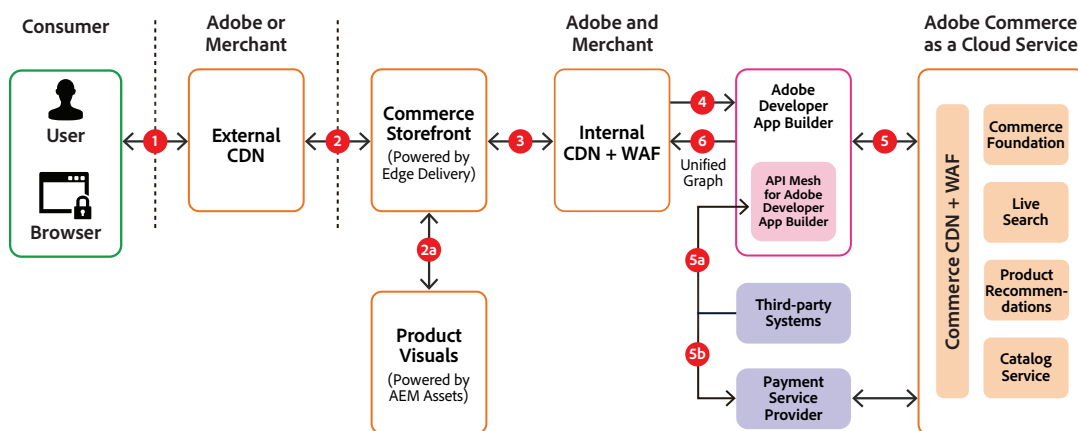 Consumer
Adobe or
Merchant
Adobe and
Merchant
Adobe Commerce
as a Cloud Service
User
Browser
1
External
CDN
2
Commerce
Storefront
(Powered by
Edge Delivery)
2a
Product
Visuals
(Powered by
AEM Assets)
3
Internal
CDN + WAF
4
6
Unified
Graph
Adobe
Developer
App Builder
API Mesh
for Adobe
Developer
App Builder
5a
Third-party
Systems
5b
Payment
Service
Provider
5
Commerce CDN + WAF
Commerce
Foundation
Live
Search
Product
Recommen-
dations
Catalog
Service